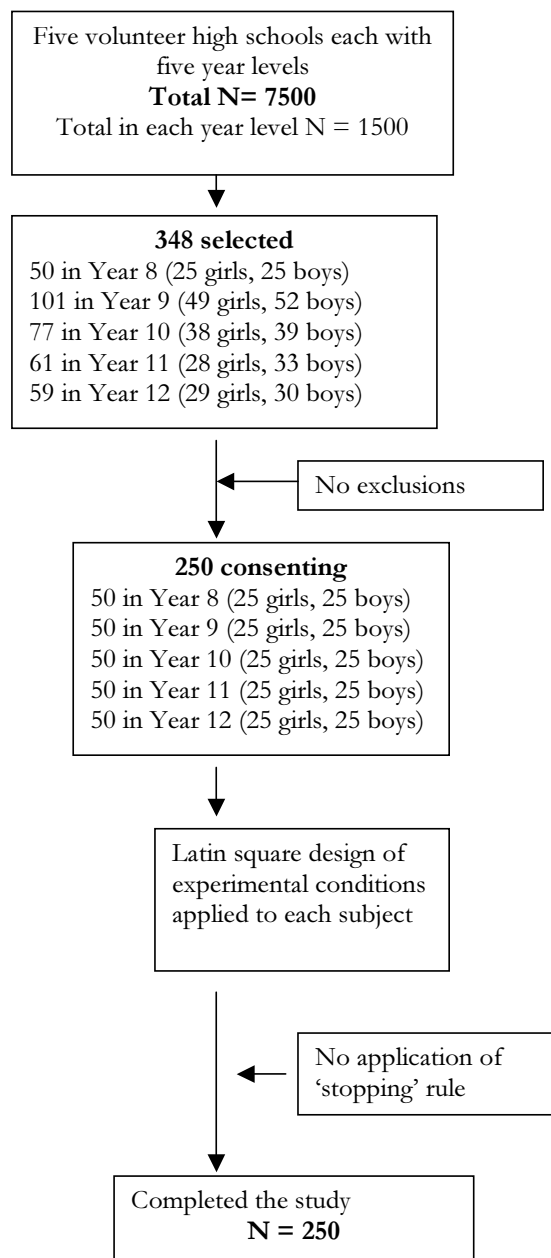 Five volunteer high schools each with
five year levels
Total N= 7500
Total in each year level N = 1500
348 selected
50 in Year 8 (25 girls, 25 boys)
101 in Year 9 (49 girls, 52 boys)
77 in Year 10 (38 girls, 39 boys)
61 in Year 11 (28 girls, 33 boys)
59 in Year 12 (29 girls, 30 boys)
No exclusions
250 consenting
50 in Year 8 (25 girls, 25 boys)
50 in Year 9 (25 girls, 25 boys)
50 in Year 10 (25 girls, 25 boys)
50 in Year 11 (25 girls, 25 boys)
50 in Year 12 (25 girls, 25 boys)
Latin square design of
experimental conditions
applied to each subject
No application of
‘stopping’ rule
Completed the study
N = 250